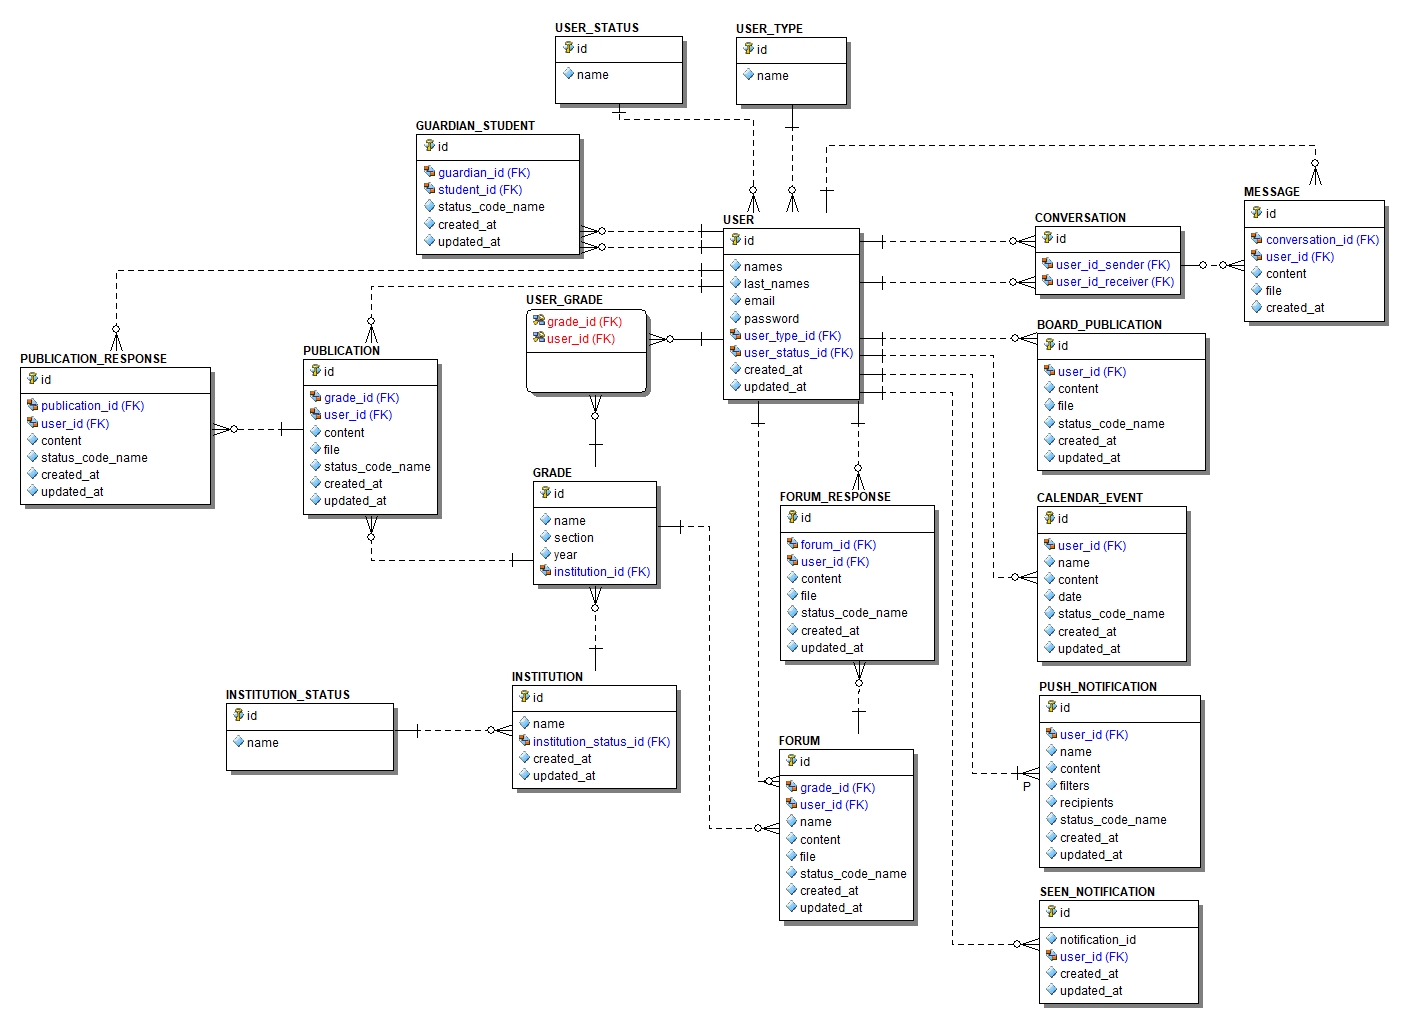 USER_STATUS
id
name
USER_TYPE
id
name
GUARDIAN_STUDENT
id
guardian_id (FK)
student_id (FK)
status_code_name
created_at
updated_at
USER
id
names
last_names
email
password
user_type_id (FK)
user_status_id (FK)
created_at
updated_at
CONVERSATION
id
user_id_sender (FK)
user_id_receiver (FK)
MESSAGE
id
conversation_id (FK)
user_id (FK)
content
file
created_at
USER_GRADE
grade_id (FK)
user_id (FK)
BOARD_PUBLICATION
id
user_id (FK)
content
file
status_code_name
created_at
updated_at
PUBLICATION_RESPONSE
id
publication_id (FK)
user_id (FK)
content
status_code_name
created_at
updated_at
PUBLICATION
id
grade_id (FK)
user_id (FK)
content
file
status_code_name
created_at
updated_at
GRADE
id
name
section
year
institution_id (FK)
FORUM_RESPONSE
id
forum_id (FK)
user_id (FK)
content
file
status_code_name
created_at
updated_at
CALENDAR_EVENT
id
user_id (FK)
name
content
date
status_code_name
created_at
updated_at
INSTITUTION_STATUS
id
name
INSTITUTION
id
name
institution_status_id (FK)
created_at
updated_at
FORUM
id
grade_id (FK)
user_id (FK)
name
content
file
status_code_name
created_at
updated_at
PUSH_NOTIFICATION
id
user_id (FK)
name
content
filters
recipients
status_code_name
created_at
updated_at
P
SEEN_NOTIFICATION
id
notification_id
user_id (FK)
created_at
updated_at